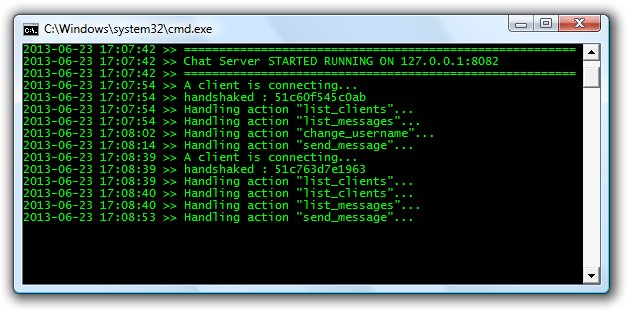 C:\Windows\system32\cmd.exe
2013-06-23 17:07:42 >> ========================================================
2013-06-23 17:07:42 >> Chat Server STARTED RUNNING ON 127.0.0.1:8082
2013-06-23 17:07:42 >> ========================================================
2013-06-23 17:07:54 >> A client is connecting...
2013-06-23 17:07:54 >> handshaked : 51c60f545c0ab
2013-06-23 17:07:54 >> Handling action "list_clients"...
2013-06-23 17:07:54 >> Handling action "list_messages"...
2013-06-23 17:08:02 >> Handling action "change_username"...
2013-06-23 17:08:14 >> Handling action "send_message"...
2013-06-23 17:08:39 >> A client is connecting...
2013-06-23 17:08:39 >> handshaked : 51c763d7e1963
2013-06-23 17:08:39 >> Handling action "list_clients"...
2013-06-23 17:08:40 >> Handling action "list_clients"...
2013-06-23 17:08:40 >> Handling action "list_messages"...
2013-06-23 17:08:53 >> Handling action "send_message"...